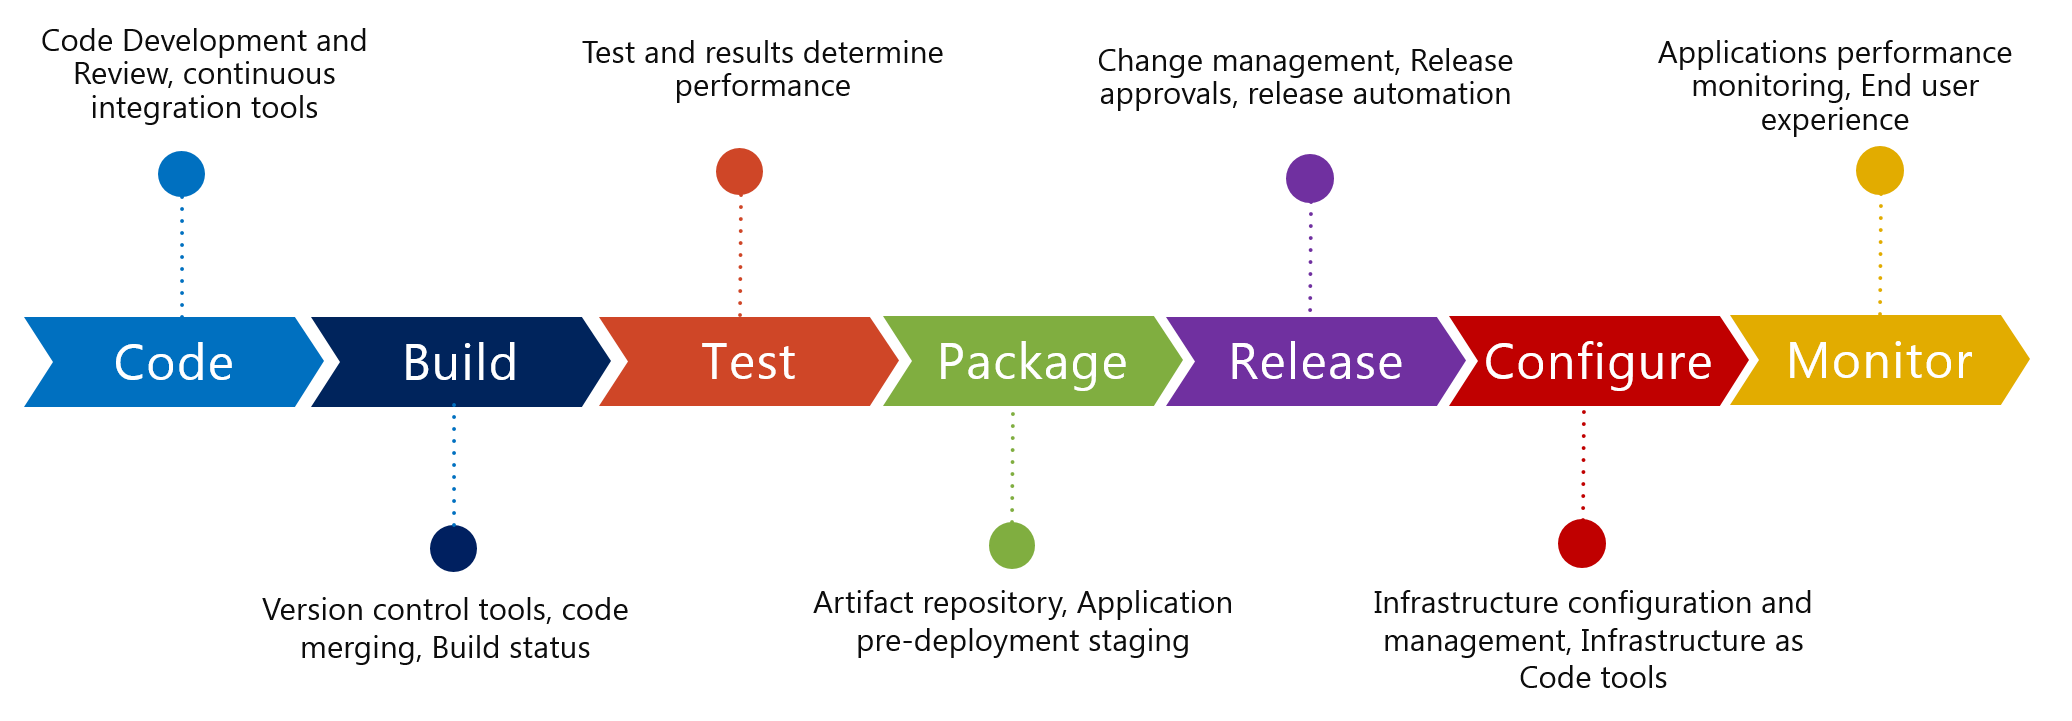 Code Development and
Review, continuous
integration tools
Test and results determine
performance
Change management, Release
approvals, release automation
Applications performance
monitoring, End user
experience
Code
Build
Test
Package
Release
Configure
Monitor
Version control tools, code
merging, Build status
Artifact repository, Application
pre-deployment staging
Infrastructure configuration and
management, Infrastructure as
Code tools